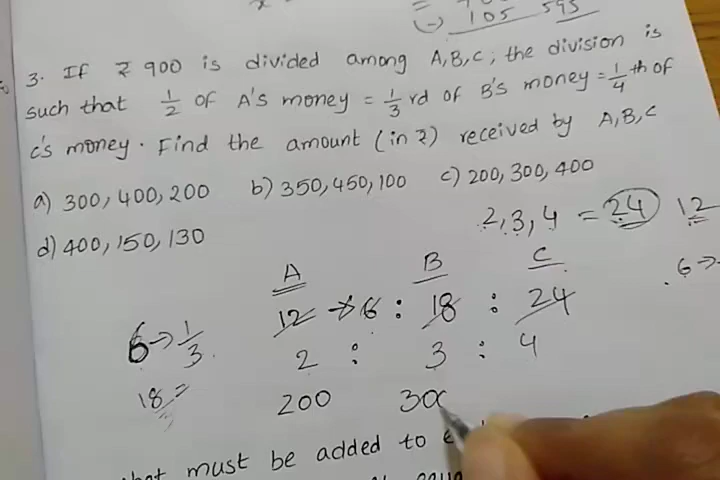 105 595
3. If ₹ 900 is divided among A,B,C, the division is
such that 1/2 of A's money = 1/3 rd of B's money = 1/4 th of
C's money. Find the amount (in ₹) received by A,B,C
a) 300, 400, 200 b) 350, 450, 100 c) 200, 300, 400
d) 400, 150, 130
2, 3, 4 = 24 12
A B C
6 →
6 → 1/3 12 → 6 : 18 : 24
2 : 3 : 4
18 = 200 300
must be added to